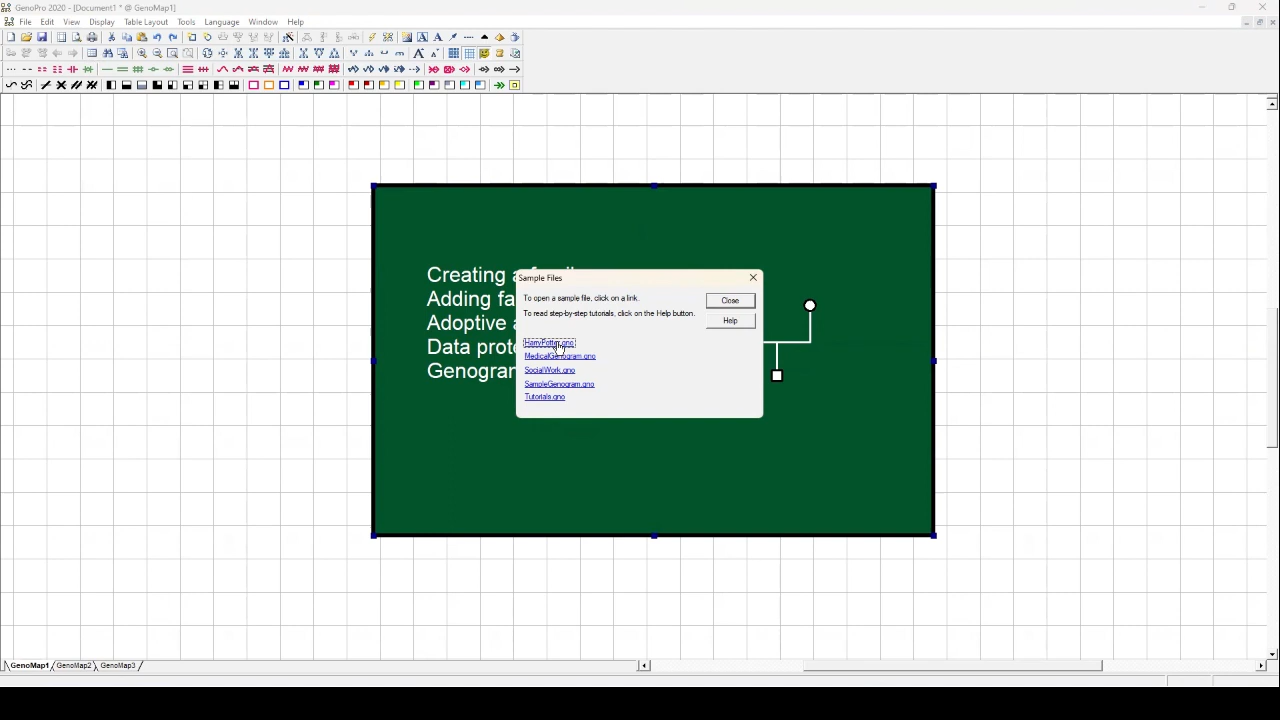 GenoPro 2020 - [Document1 * @ GenoMap1]
File Edit View Display Table Layout Tools Language Window Help
Creating a
Adding fa
Adoptive
Data prote
Genogram
Sample Files
To open a sample file, click on a link.
Close
To read step-by-step tutorials, click on the Help button.
Help
HarryPotter.gno
MedicalGenogram.gno
SocialWork.gno
SampleGenogram.gno
Tutorials.gno
GenoMap1 GenoMap2 GenoMap3